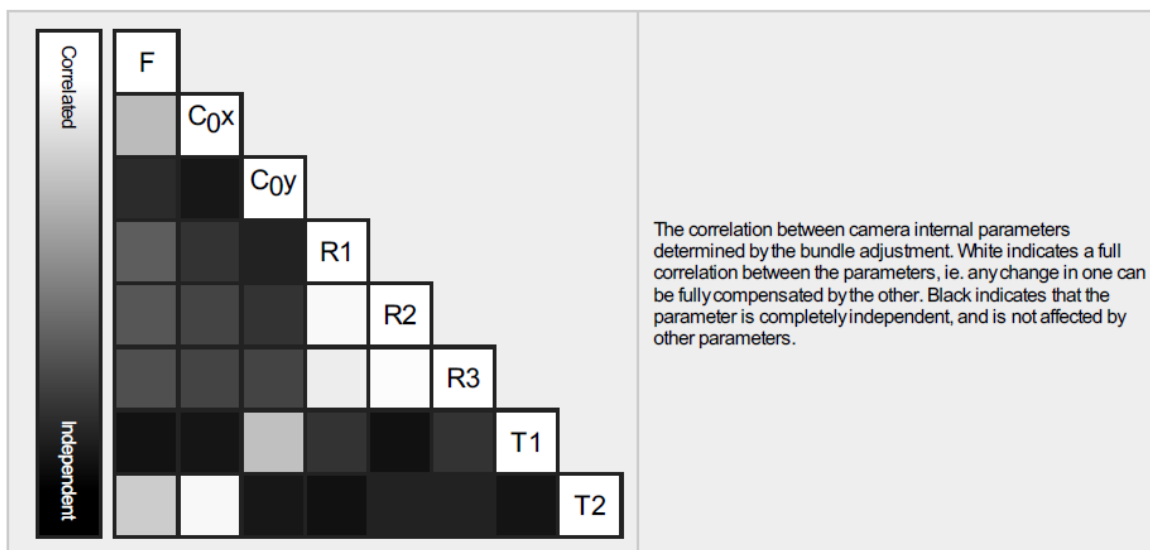 Correlated
Independent
F
C0x
C0y
R1
R2
R3
T1
T2
The correlation between camera internal parameters
determined by the bundle adjustment. White indicates a full
correlation between the parameters, ie. any change in one can
be fully compensated by the other. Black indicates that the
parameter is completely independent, and is not affected by
other parameters.